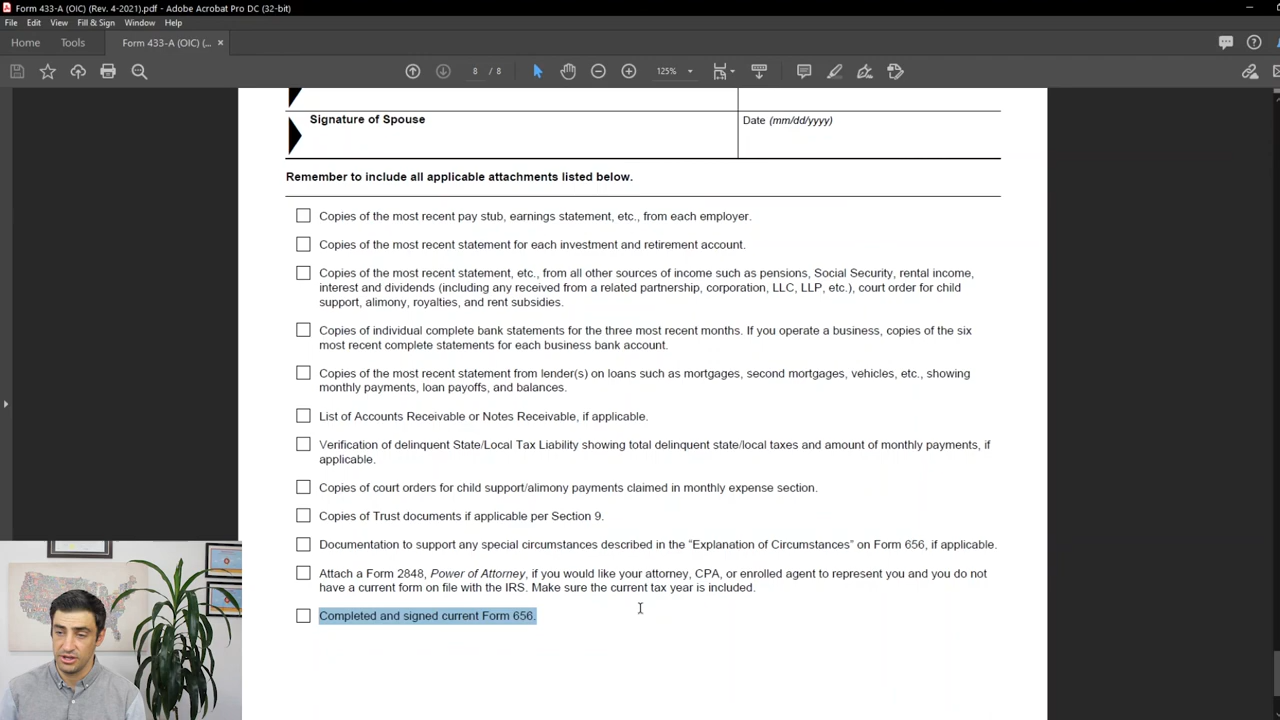 Form 433-A (OIC) (Rev. 4-2021).pdf - Adobe Acrobat Pro DC (32-bit)
File Edit View Fill & Sign Window Help
Home Tools Form 433-A (OIC) (... ×
8 / 8 125%
Signature of Spouse
Date (mm/dd/yyyy)
Remember to include all applicable attachments listed below.
Copies of the most recent pay stub, earnings statement, etc., from each employer.
Copies of the most recent statement for each investment and retirement account.
Copies of the most recent statement, etc., from all other sources of income such as pensions, Social Security, rental income,
interest and dividends (including any received from a related partnership, corporation, LLC, LLP, etc.), court order for child
support, alimony, royalties, and rent subsidies.
Copies of individual complete bank statements for the three most recent months. If you operate a business, copies of the six
most recent complete statements for each business bank account.
Copies of the most recent statement from lender(s) on loans such as mortgages, second mortgages, vehicles, etc., showing
monthly payments, loan payoffs, and balances.
List of Accounts Receivable or Notes Receivable, if applicable.
Verification of delinquent State/Local Tax Liability showing total delinquent state/local taxes and amount of monthly payments, if
applicable.
Copies of court orders for child support/alimony payments claimed in monthly expense section.
Copies of Trust documents if applicable per Section 9.
Documentation to support any special circumstances described in the “Explanation of Circumstances” on Form 656, if applicable.
Attach a Form 2848, Power of Attorney, if you would like your attorney, CPA, or enrolled agent to represent you and you do not
have a current form on file with the IRS. Make sure the current tax year is included.
Completed and signed current Form 656.